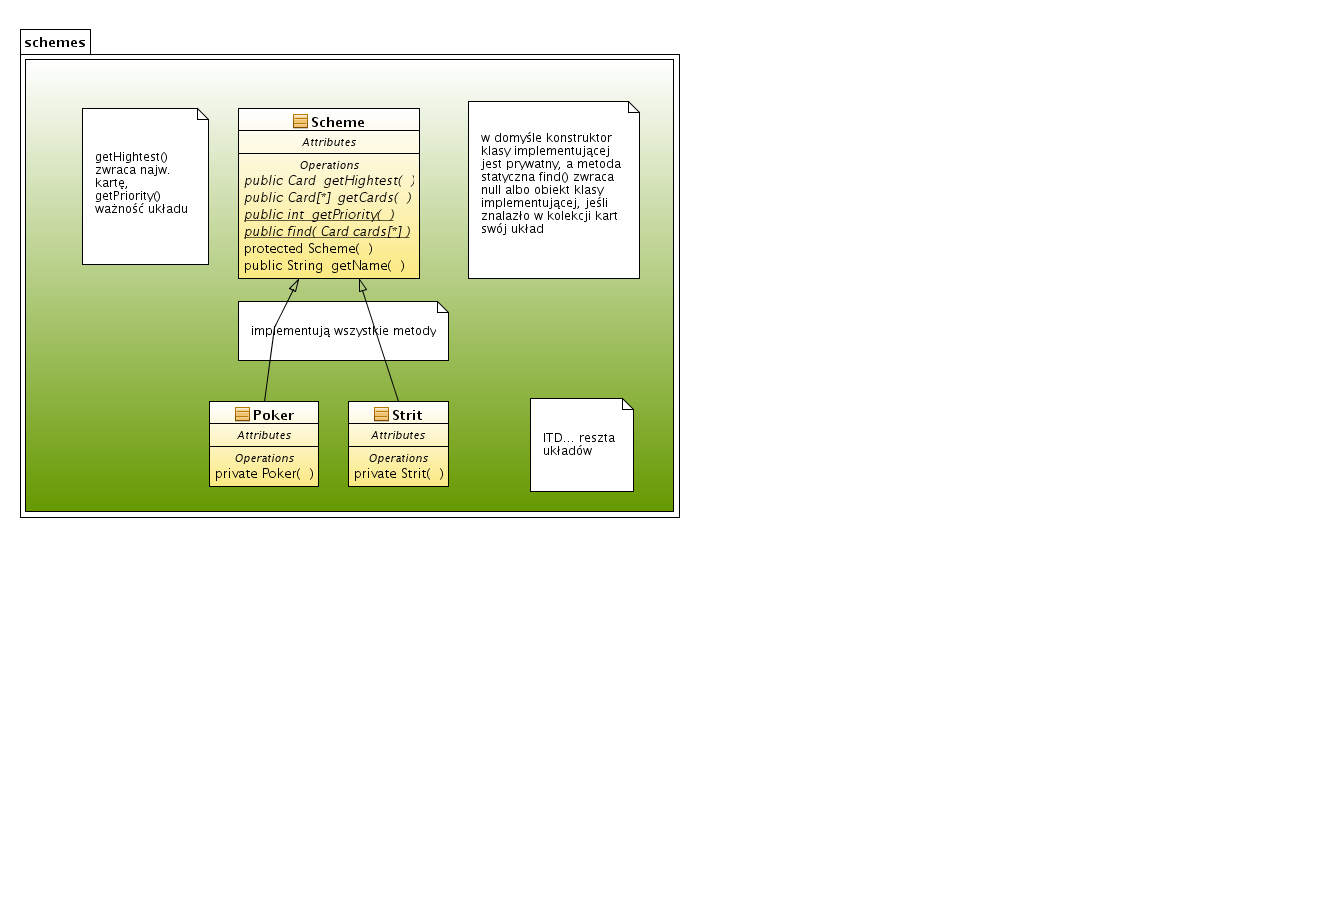 schemes
getHightest()
zwraca najw.
kartę,
getPriority()
ważność układu
Scheme
Attributes
Operations
public Card  getHightest(  )
public Card[*]  getCards(  )
public int  getPriority(  )
public find( Card cards[*] )
protected Scheme(  )
public String  getName(  )
w domyśle konstruktor
klasy implementującej
jest prywatny, a metoda
statyczna find() zwraca
null albo obiekt klasy
implementującej, jeśli
znalazło w kolekcji kart
swój układ
implementują wszystkie metody
Poker
Attributes
Operations
private Poker(  )
Strit
Attributes
Operations
private Strit(  )
ITD... reszta
układów